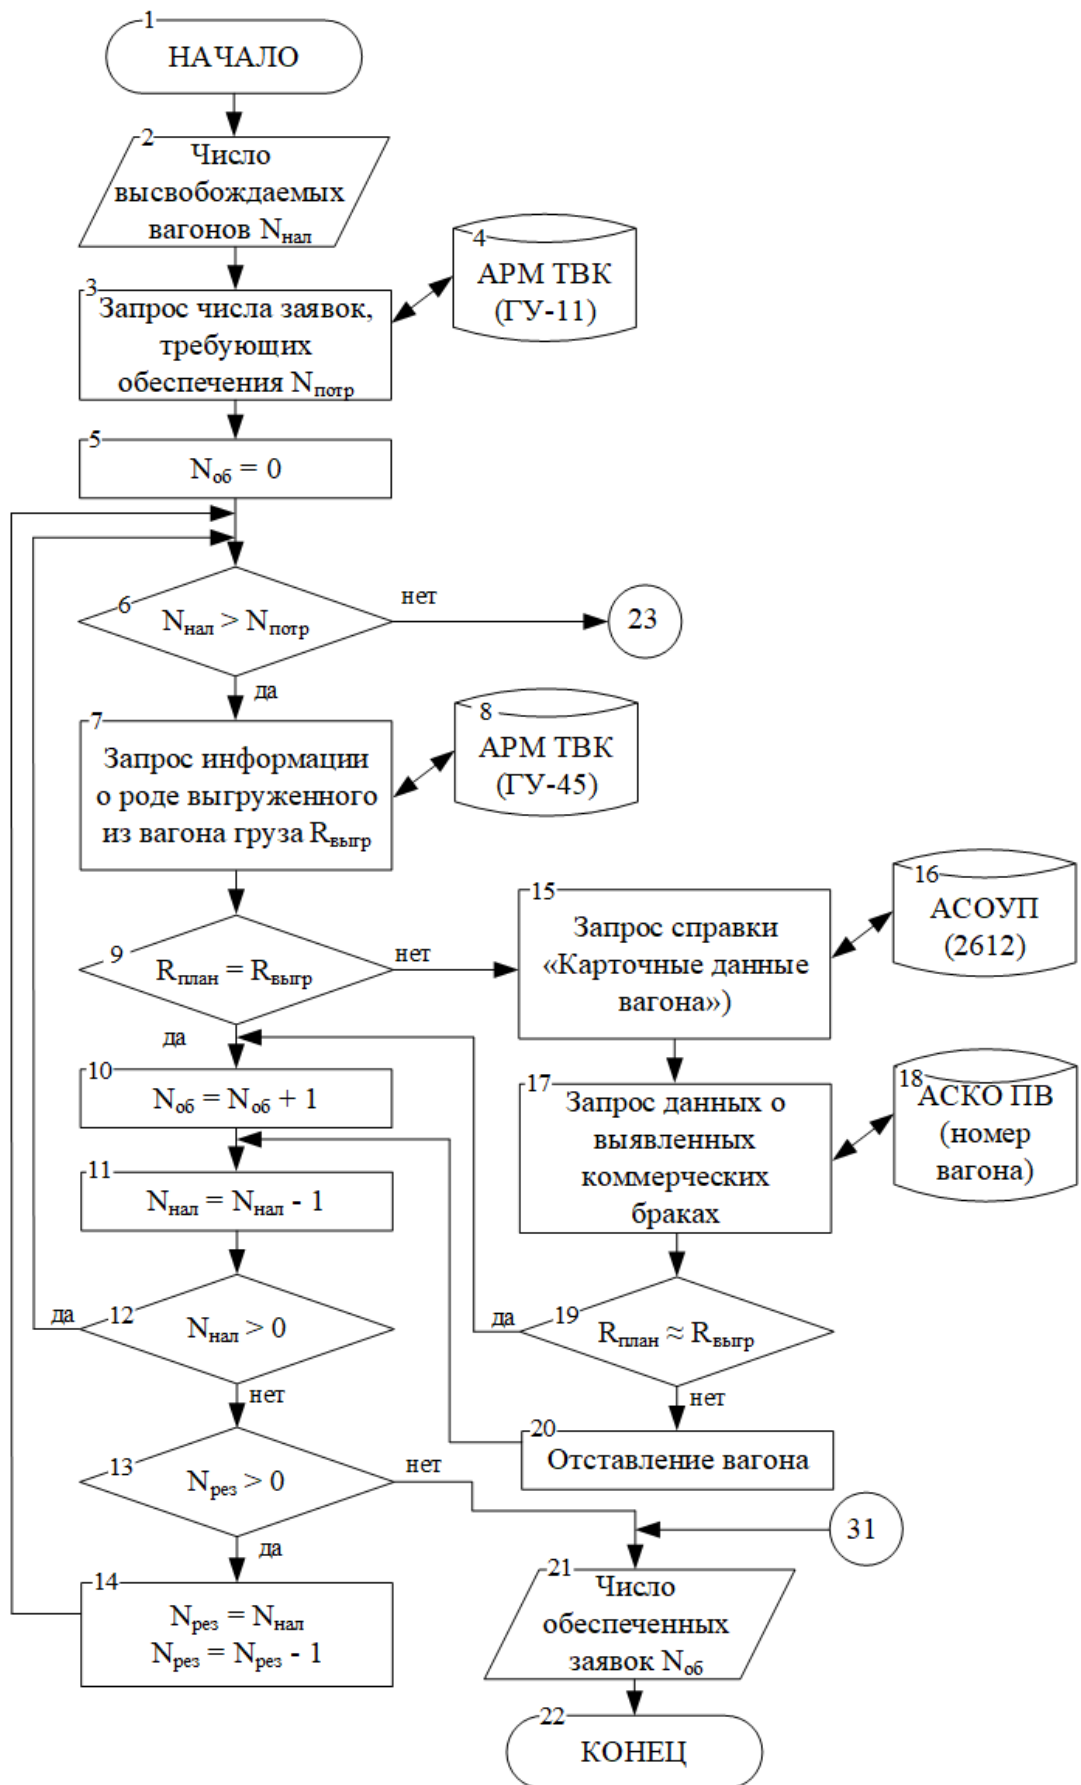 1
НАЧАЛО
2
Число
высвобождаемых
вагонов Nнал
3
Запрос числа заявок,
требующих
обеспечения Nпотр
4
АРМ ТВК
(ГУ-11)
5
Nоб = 0
6
Nнал > Nпотр
нет
23
да
7
Запрос информации
о роде выгруженного
из вагона груза Rвыгр
8
АРМ ТВК
(ГУ-45)
9
Rплан = Rвыгр
нет
да
15
Запрос справки
«Карточные данные
вагона»)
16
АСОУП
(2612)
10
Nоб = Nоб + 1
17
Запрос данных о
выявленных
коммерческих
браках
18
АСКО ПВ
(номер
вагона)
11
Nнал = Nнал - 1
12
Nнал > 0
да
нет
19
Rплан ≈ Rвыгр
да
нет
20
Отставление вагона
13
Nрез > 0
нет
да
31
14
Nрез = Nнал
Nрез = Nрез - 1
21
Число
обеспеченных
заявок Nоб
22
КОНЕЦ